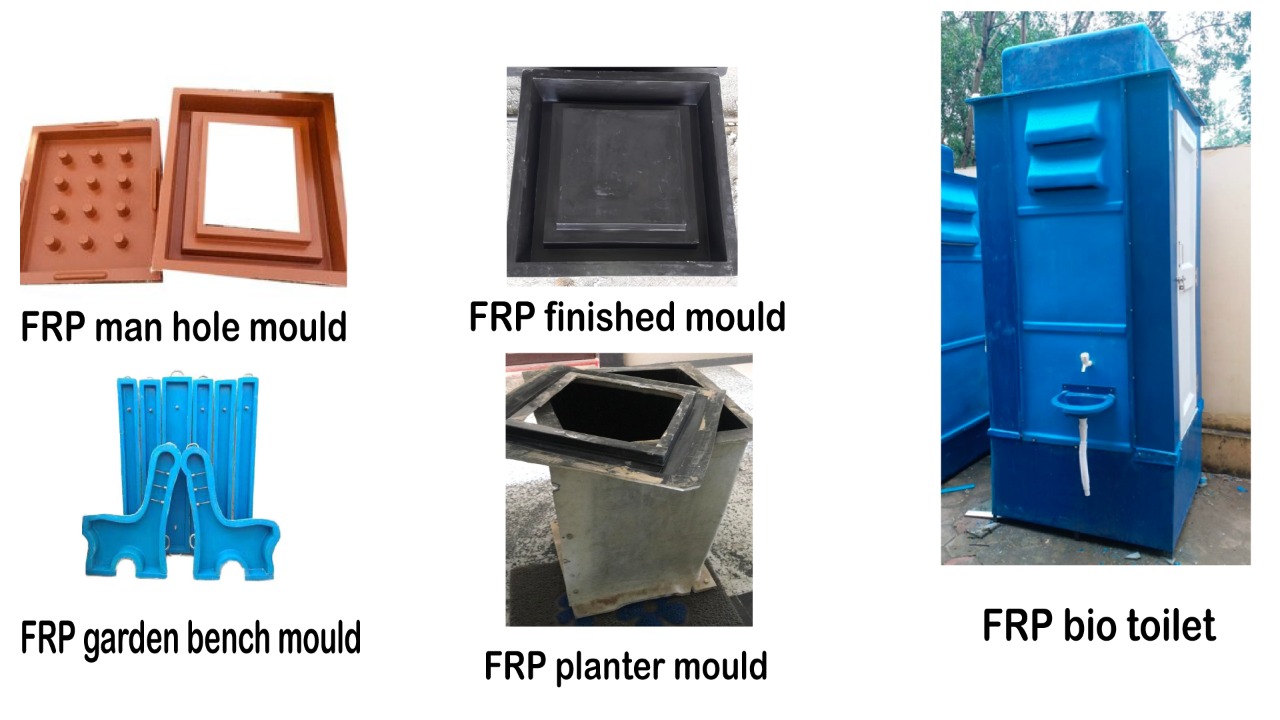 FRP man hole mould
FRP finished mould
FRP garden bench mould
FRP planter mould
FRP bio toilet